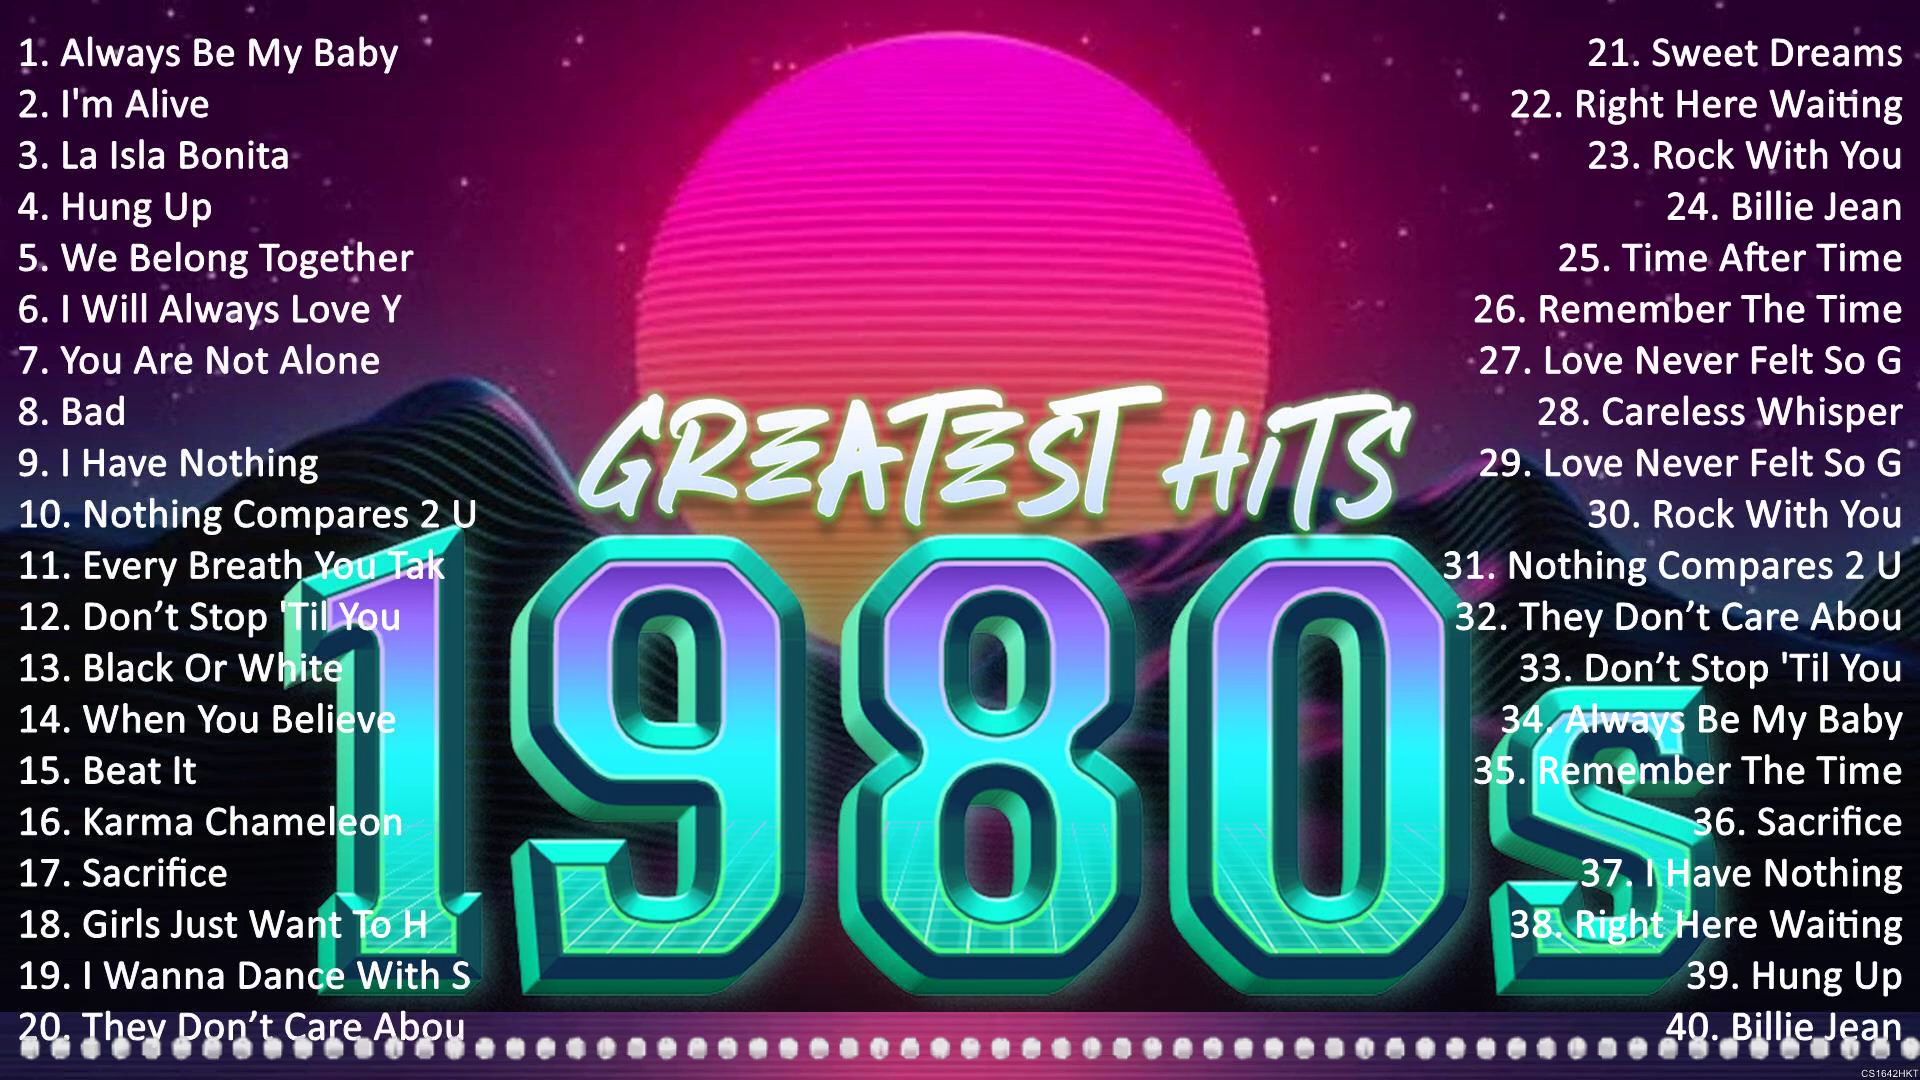 1. Always Be My Baby
2. I'm Alive
3. La Isla Bonita
4. Hung Up
5. We Belong Together
6. I Will Always Love Y
7. You Are Not Alone
8. Bad
9. I Have Nothing
10. Nothing Compares 2 U
11. Every Breath You Tak
12. Don’t Stop 'Til You
13. Black Or White
14. When You Believe
15. Beat It
16. Karma Chameleon
17. Sacrifice
18. Girls Just Want To H
19. I Wanna Dance With S
20. They Don’t Care Abou
GREATEST HiTS
1980s
21. Sweet Dreams
22. Right Here Waiting
23. Rock With You
24. Billie Jean
25. Time After Time
26. Remember The Time
27. Love Never Felt So G
28. Careless Whisper
29. Love Never Felt So G
30. Rock With You
31. Nothing Compares 2 U
32. They Don’t Care Abou
33. Don’t Stop 'Til You
34. Always Be My Baby
35. Remember The Time
36. Sacrifice
37. I Have Nothing
38. Right Here Waiting
39. Hung Up
40. Billie Jean
CS1642HKT